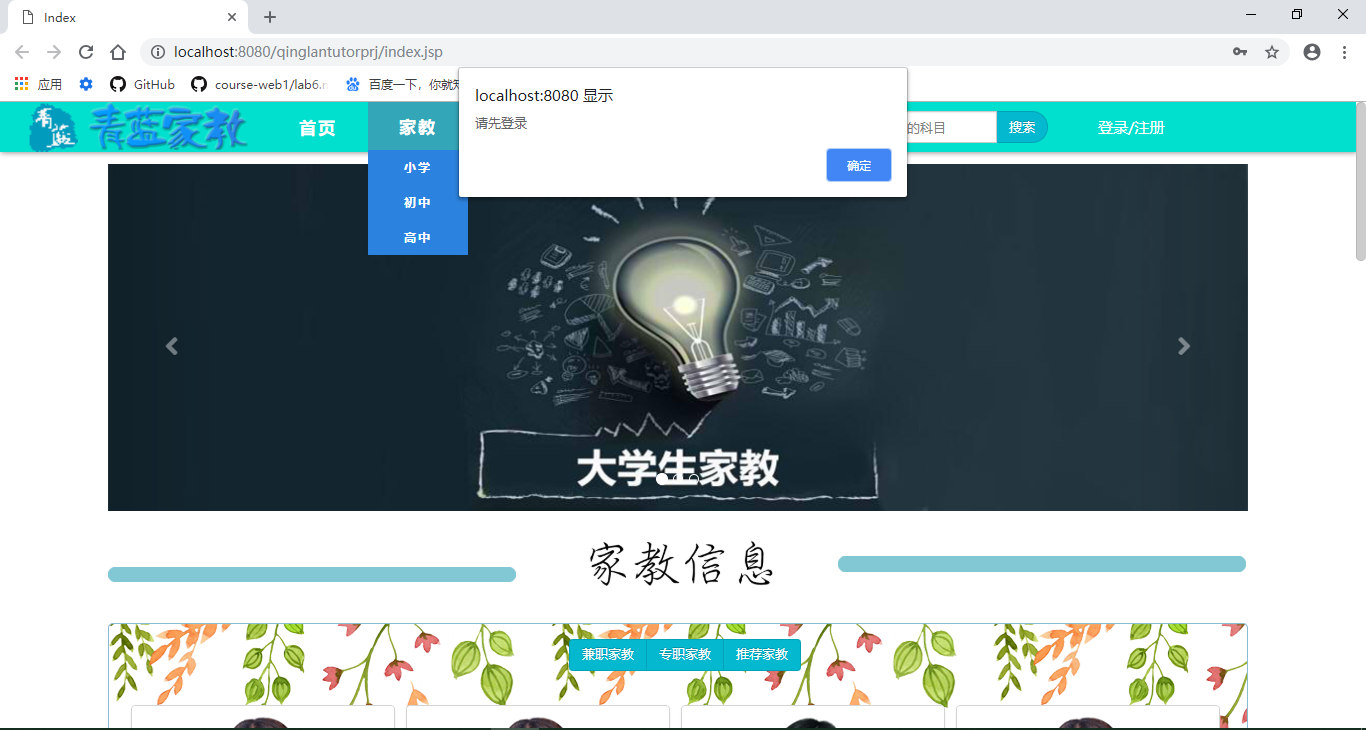 Index
localhost:8080/qinglantutorprj/index.jsp
应用
GitHub
course-web1/lab6.
百度一下，你就
localhost:8080 显示
请先登录
确定
青蓝
青蓝家教
首页
家教
的科目
搜索
登录/注册
小学
初中
高中
大学生家教
家教信息
兼职家教
专职家教
推荐家教